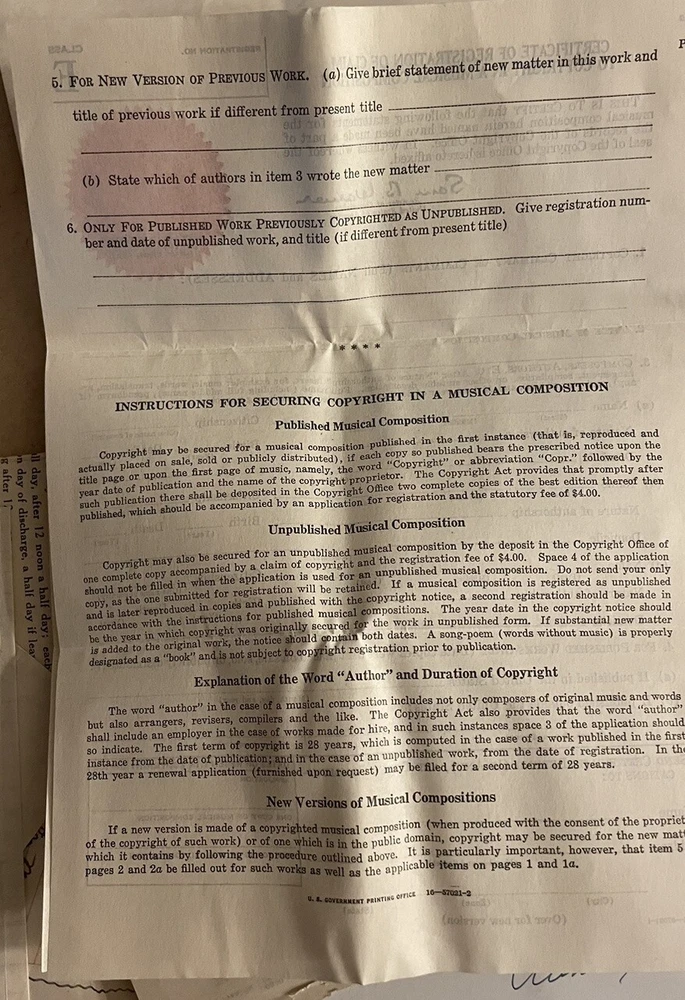 5. FOR NEW VERSION OF PREVIOUS WORK. (a) Give brief statement of new matter in this work and
title of previous work if different from present title
(b) State which of authors in item 3 wrote the new matter
6. ONLY FOR PUBLISHED WORK PREVIOUSLY COPYRIGHTED AS UNPUBLISHED. Give registration num-
ber and date of unpublished work, and title (if different from present title)
* * * *
INSTRUCTIONS FOR SECURING COPYRIGHT IN A MUSICAL COMPOSITION
Published Musical Composition
Copyright may be secured for a musical composition published in the first instance (that is, reproduced and
actually placed on sale, sold or publicly distributed), if each copy so published bears the prescribed notice upon the
title page or upon the first page of music, namely, the word "Copyright" or abbreviation "Copr." followed by the
year date of publication and the name of the copyright proprietor. The Copyright Act provides that promptly after
such publication there shall be deposited in the Copyright Office two complete copies of the best edition thereof then
published, which should be accompanied by an application for registration and the statutory fee of $4.00.
Unpublished Musical Composition
Copyright may also be secured for an unpublished musical composition by the deposit in the Copyright Office of
one complete copy accompanied by a claim of copyright and the registration fee of $4.00. Space 4 of the application
should not be filled in when the application is used for an unpublished musical composition. Do not send your only
copy, as the one submitted for registration will be retained. If a musical composition is registered as unpublished
and is later reproduced in copies and published with the copyright notice, a second registration should be made in
accordance with the instructions for published musical compositions. The year date in the copyright notice should
be the year in which copyright was originally secured for the work in unpublished form. If substantial new matter
is added to the original work, the notice should contain both dates. A song-poem (words without music) is properly
designated as a "book" and is not subject to copyright registration prior to publication.
Explanation of the Word "Author" and Duration of Copyright
The word "author" in the case of a musical composition includes not only composers of original music and words
but also arrangers, revisers, compilers and the like. The Copyright Act also provides that the word "author"
shall include an employer in the case of works made for hire, and in such instances space 3 of the application should
so indicate. The first term of copyright is 28 years, which is computed in the case of a work published in the first
instance from the date of publication; and in the case of an unpublished work, from the date of registration. In the
28th year a renewal application (furnished upon request) may be filed for a second term of 28 years.
New Versions of Musical Compositions
If a new version is made of a copyrighted musical composition (when produced with the consent of the propriet
of the copyright of such work) or of one which is in the public domain, copyright may be secured for the new mat
which it contains by following the procedure outlined above. It is particularly important, however, that item 5
pages 2 and 2a be filled out for such works as well as the applicable items on pages 1 and 1a.
U. S. GOVERNMENT PRINTING OFFICE 16—57021-2
ll day after 12 noon a half day; each
n day of discharge, a half day if leav
g after 1